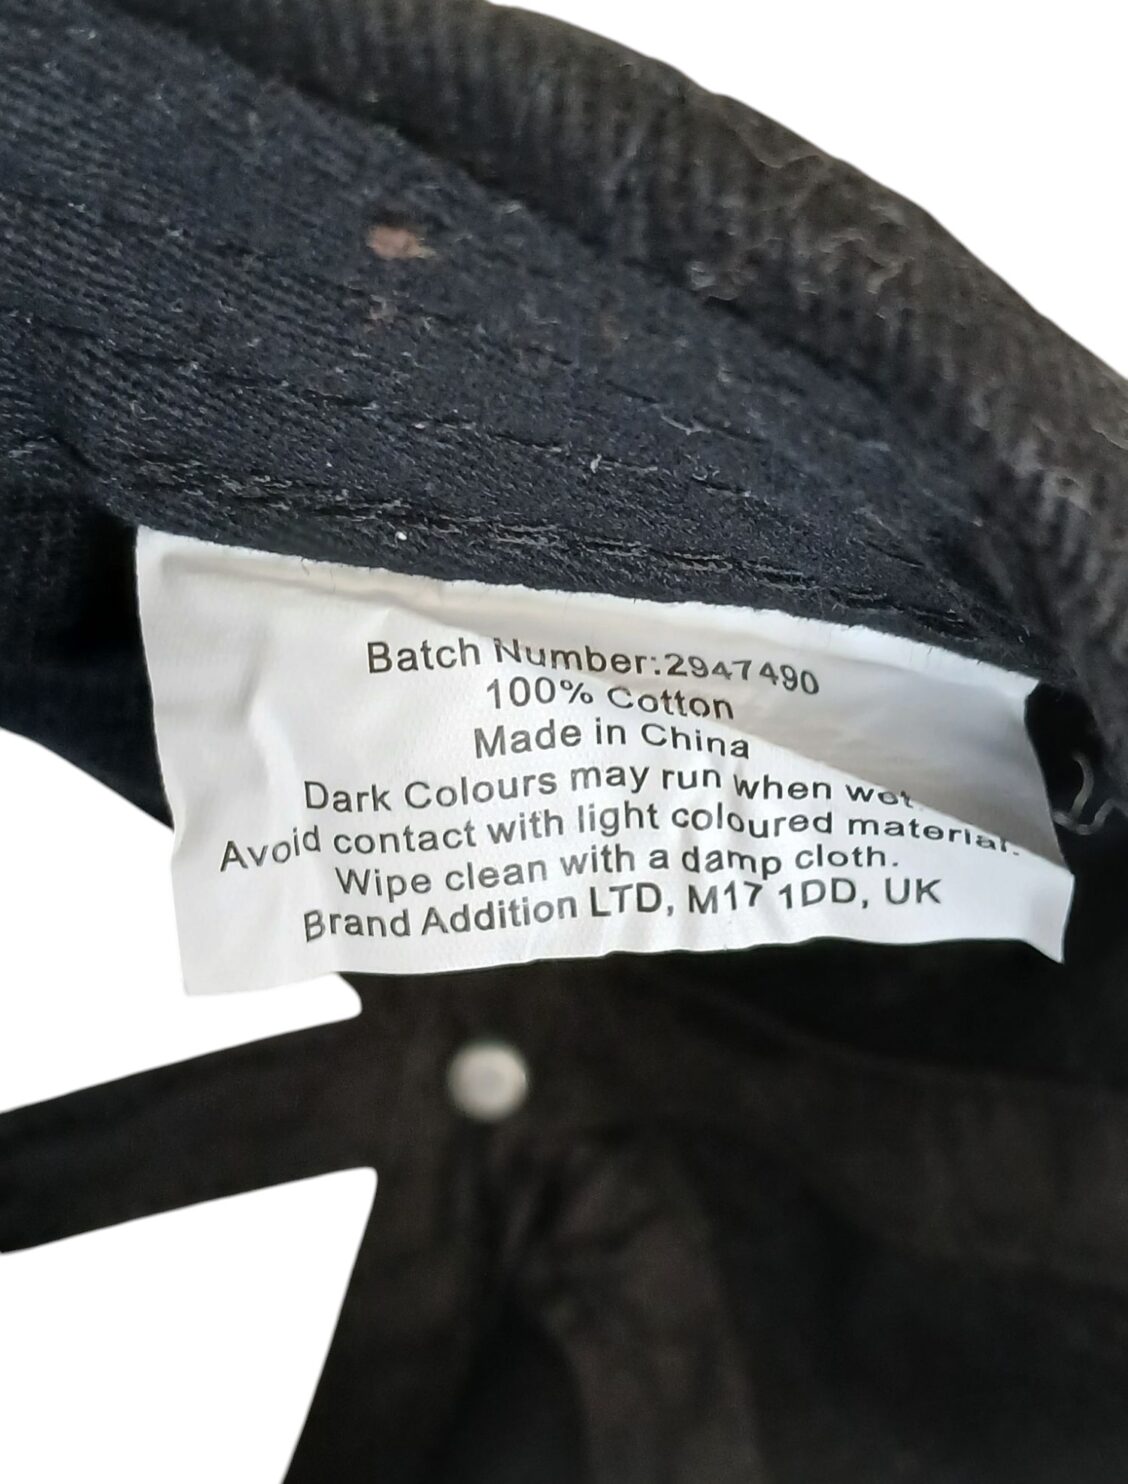 Batch Number:2947490
100% Cotton
Made in China
Dark Colours may run when wet.
Avoid contact with light coloured material.
Wipe clean with a damp cloth.
Brand Addition LTD, M17 1DD, UK